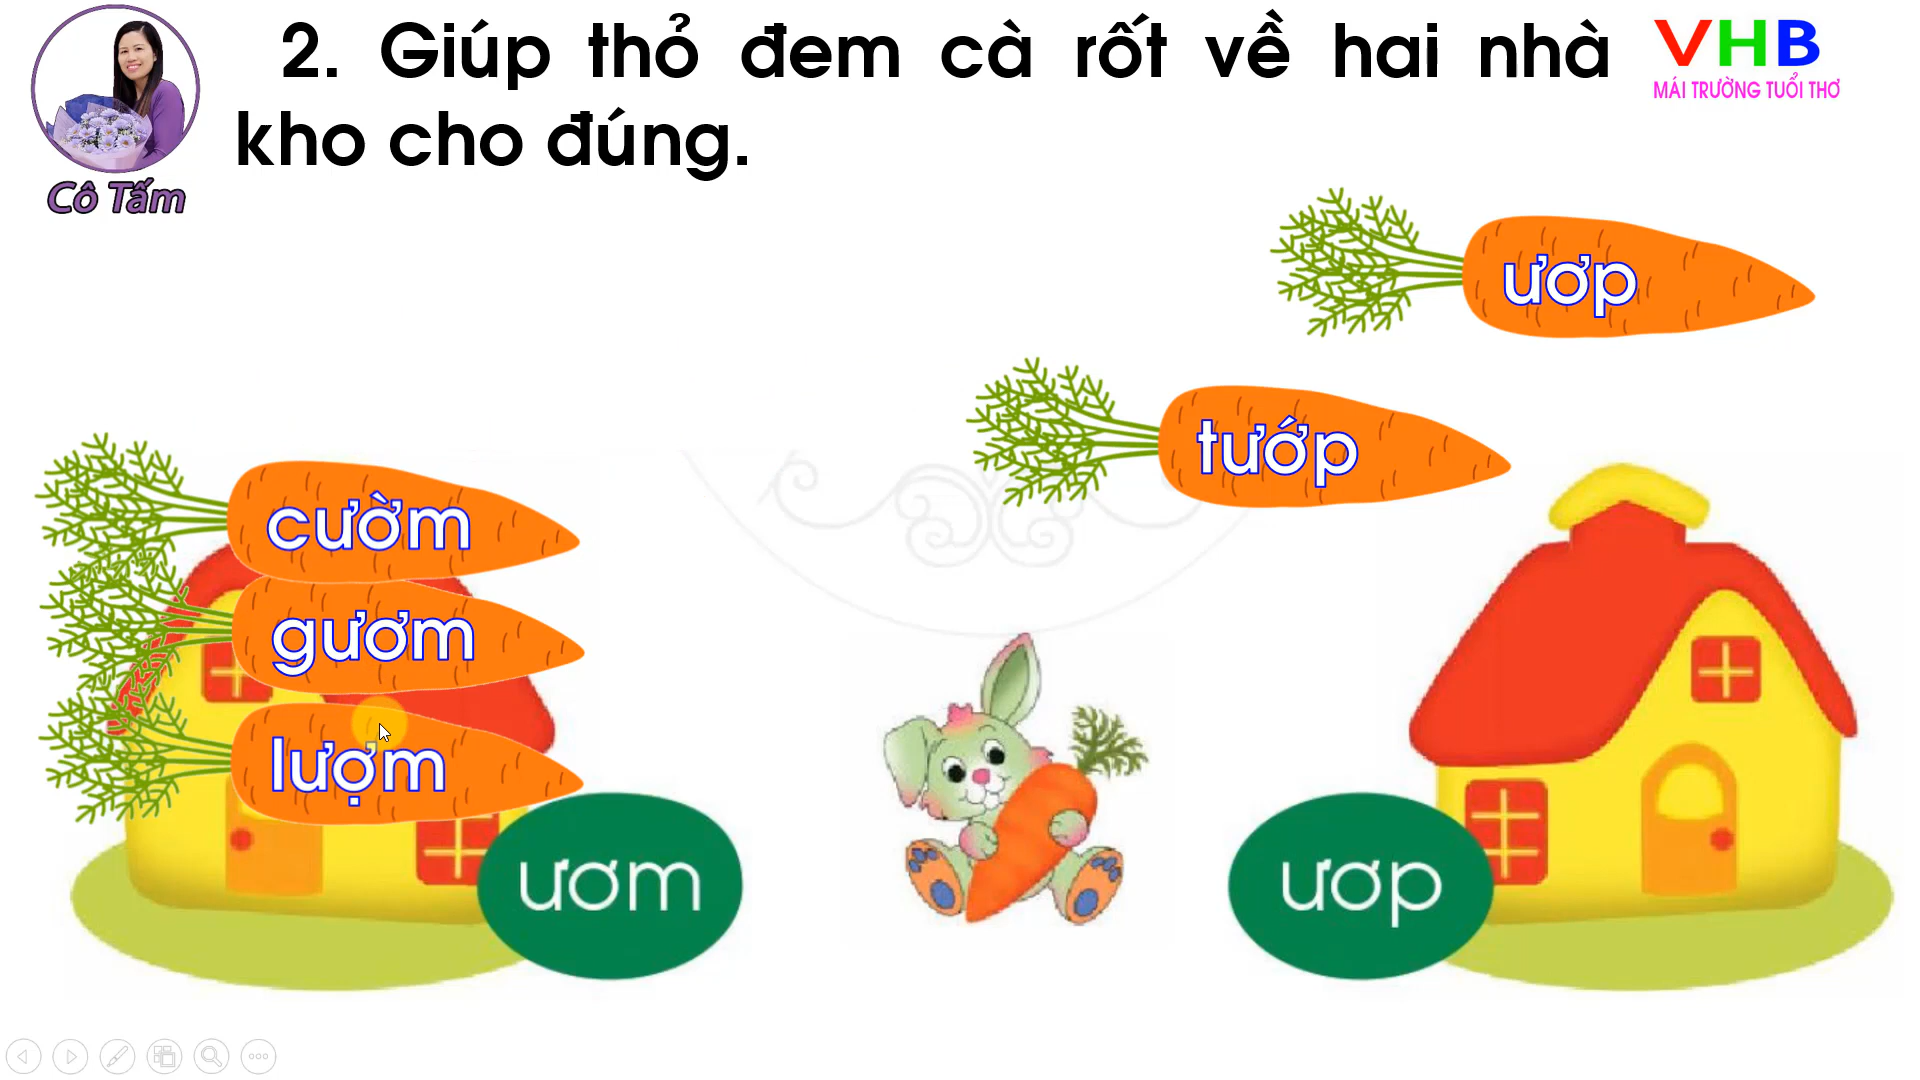 2. Giúp thỏ đem cà rốt về hai nhà
kho cho đúng.
VHB
MÁI TRƯỜNG TUỔI THƠ
Cô Tấm
ươp
tướp
cườm
gươm
lượm
ươm
ươp